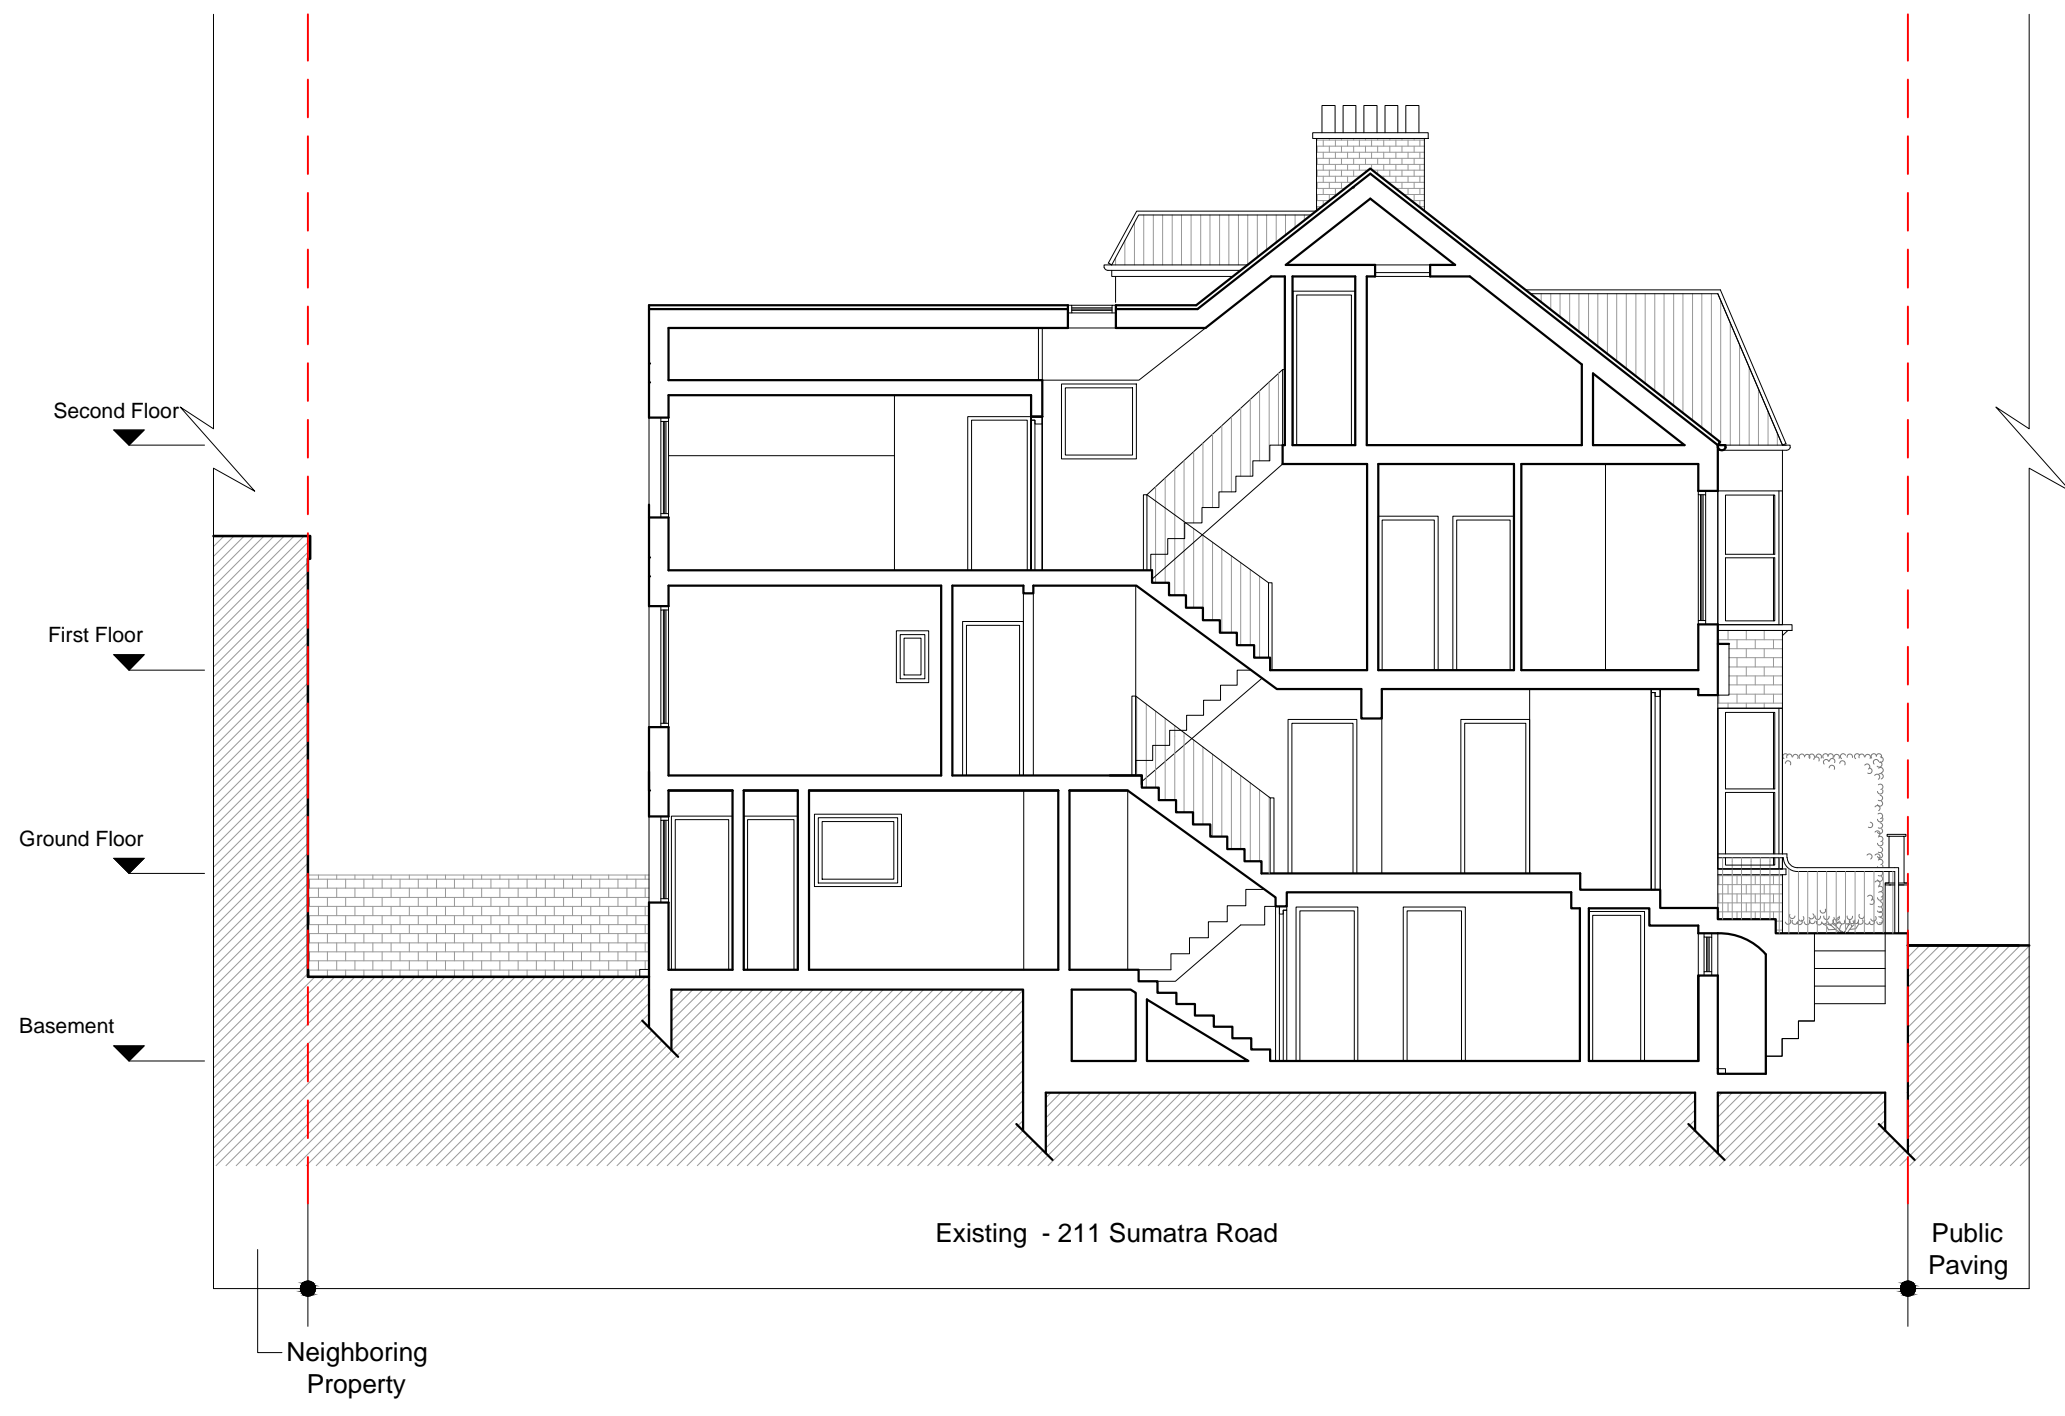 Second Floor
First Floor
Ground Floor
Basement
Existing - 211 Sumatra Road
Public
Paving
Neighboring
Property